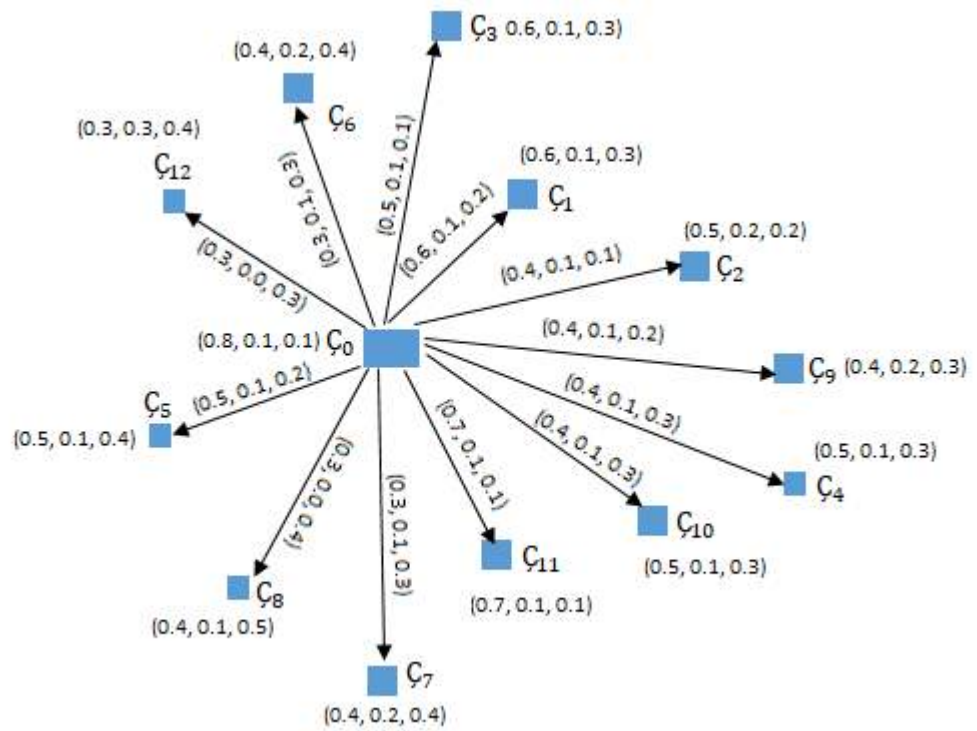 Ç₃ 0.6, 0.1, 0.3)
(0.4, 0.2, 0.4)
Ç₆
(0.3, 0.3, 0.4)
Ç₁₂
(0.5, 0.1, 0.1)
(0.3, 0.1, 0.3)
(0.6, 0.1, 0.3)
Ç₁
(0.6, 0.1, 0.2)
(0.5, 0.2, 0.2)
Ç₂
(0.4, 0.1, 0.1)
(0.3, 0.0, 0.3)
(0.8, 0.1, 0.1) Ç₀
(0.4, 0.1, 0.2)
Ç₉ (0.4, 0.2, 0.3)
(0.5, 0.1, 0.2)
Ç₅
(0.5, 0.1, 0.4)
(0.4, 0.1, 0.3)
(0.5, 0.1, 0.3)
Ç₄
(0.4, 0.1, 0.3)
Ç₁₀
(0.5, 0.1, 0.3)
(0.7, 0.1, 0.1)
Ç₁₁
(0.7, 0.1, 0.1)
(0.3, 0.0, 0.4)
Ç₈
(0.4, 0.1, 0.5)
(0.3, 0.1, 0.3)
Ç₇
(0.4, 0.2, 0.4)